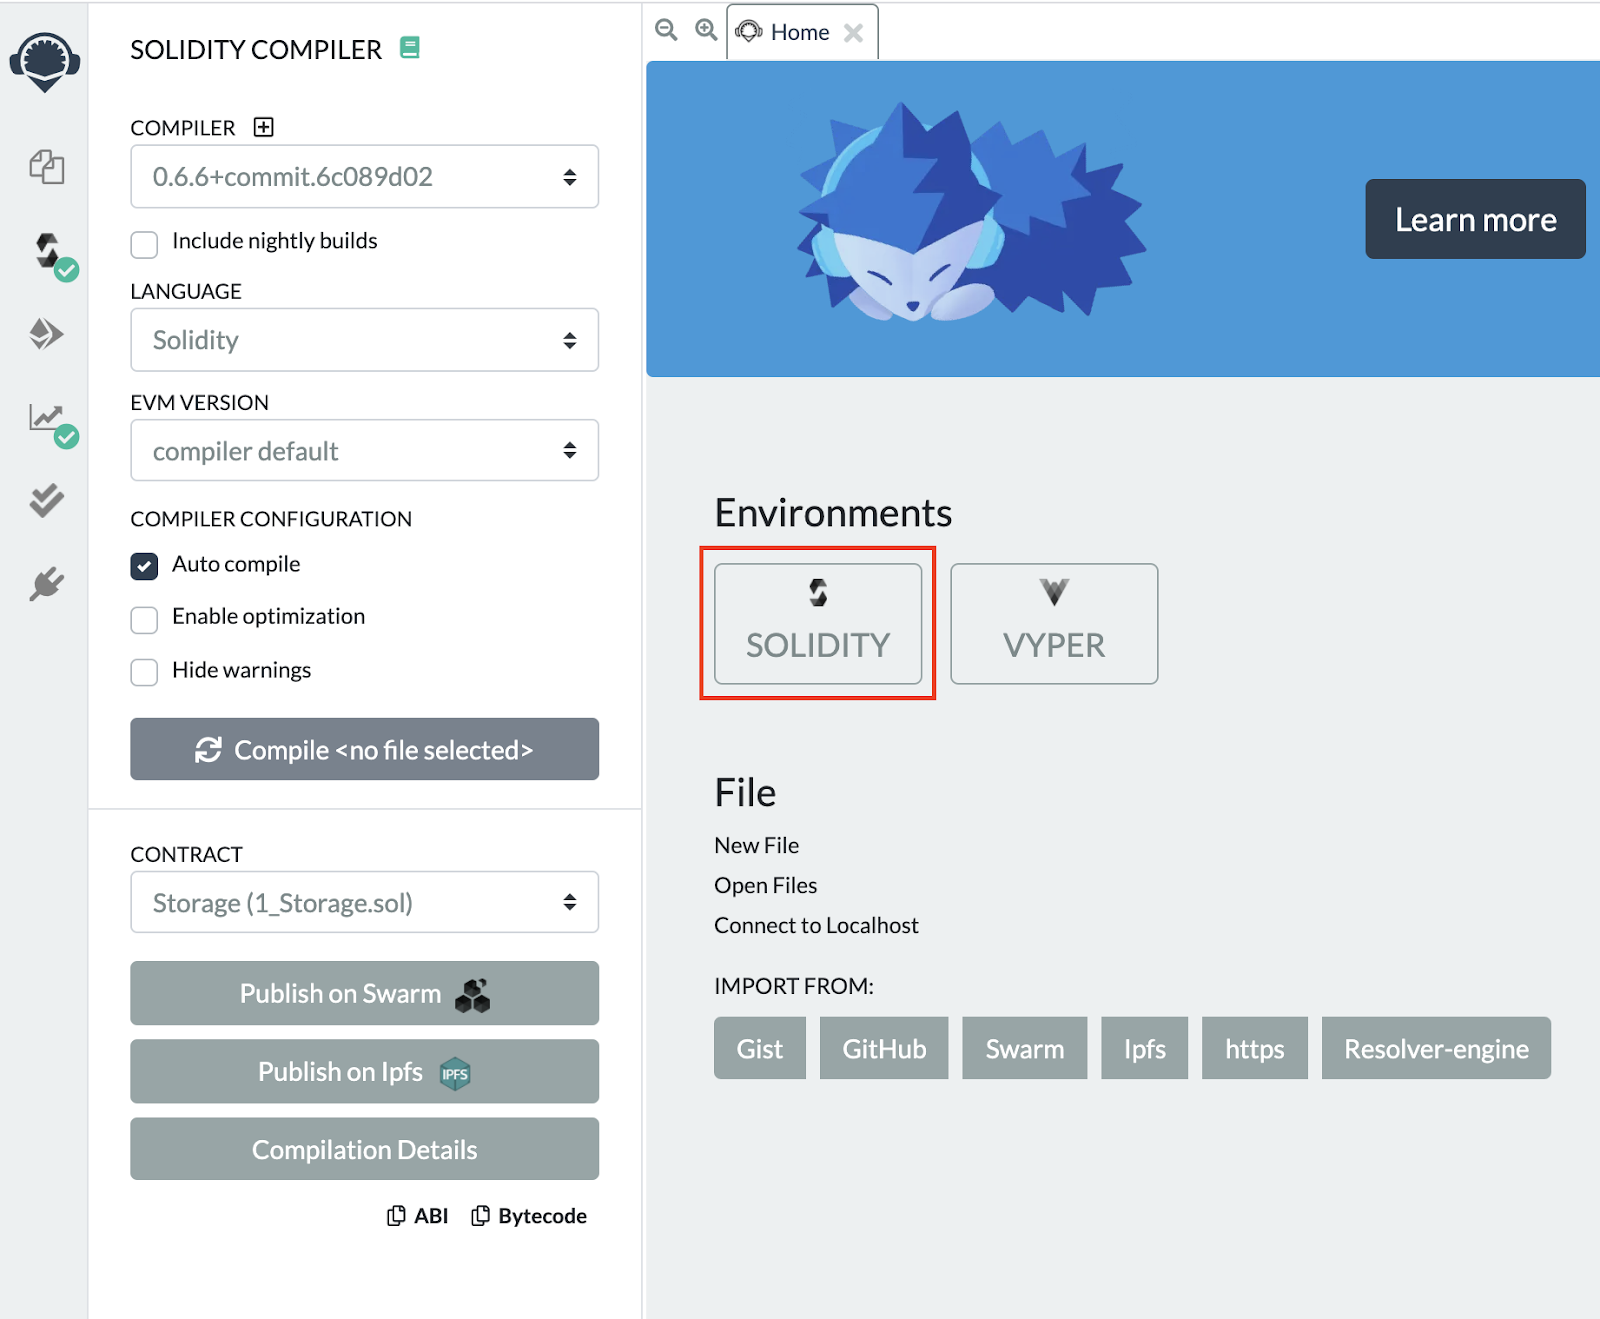 SOLIDITY COMPILER
COMPILER
0.6.6+commit.6c089d02
Include nightly builds
LANGUAGE
Solidity
EVM VERSION
compiler default
COMPILER CONFIGURATION
Auto compile
Enable optimization
Hide warnings
Compile <no file selected>
CONTRACT
Storage (1_Storage.sol)
Publish on Swarm
Publish on Ipfs IPFS
Compilation Details
ABI Bytecode
Home
Learn more
Environments
SOLIDITY VYPER
File
New File
Open Files
Connect to Localhost
IMPORT FROM:
Gist GitHub Swarm Ipfs https Resolver-engine